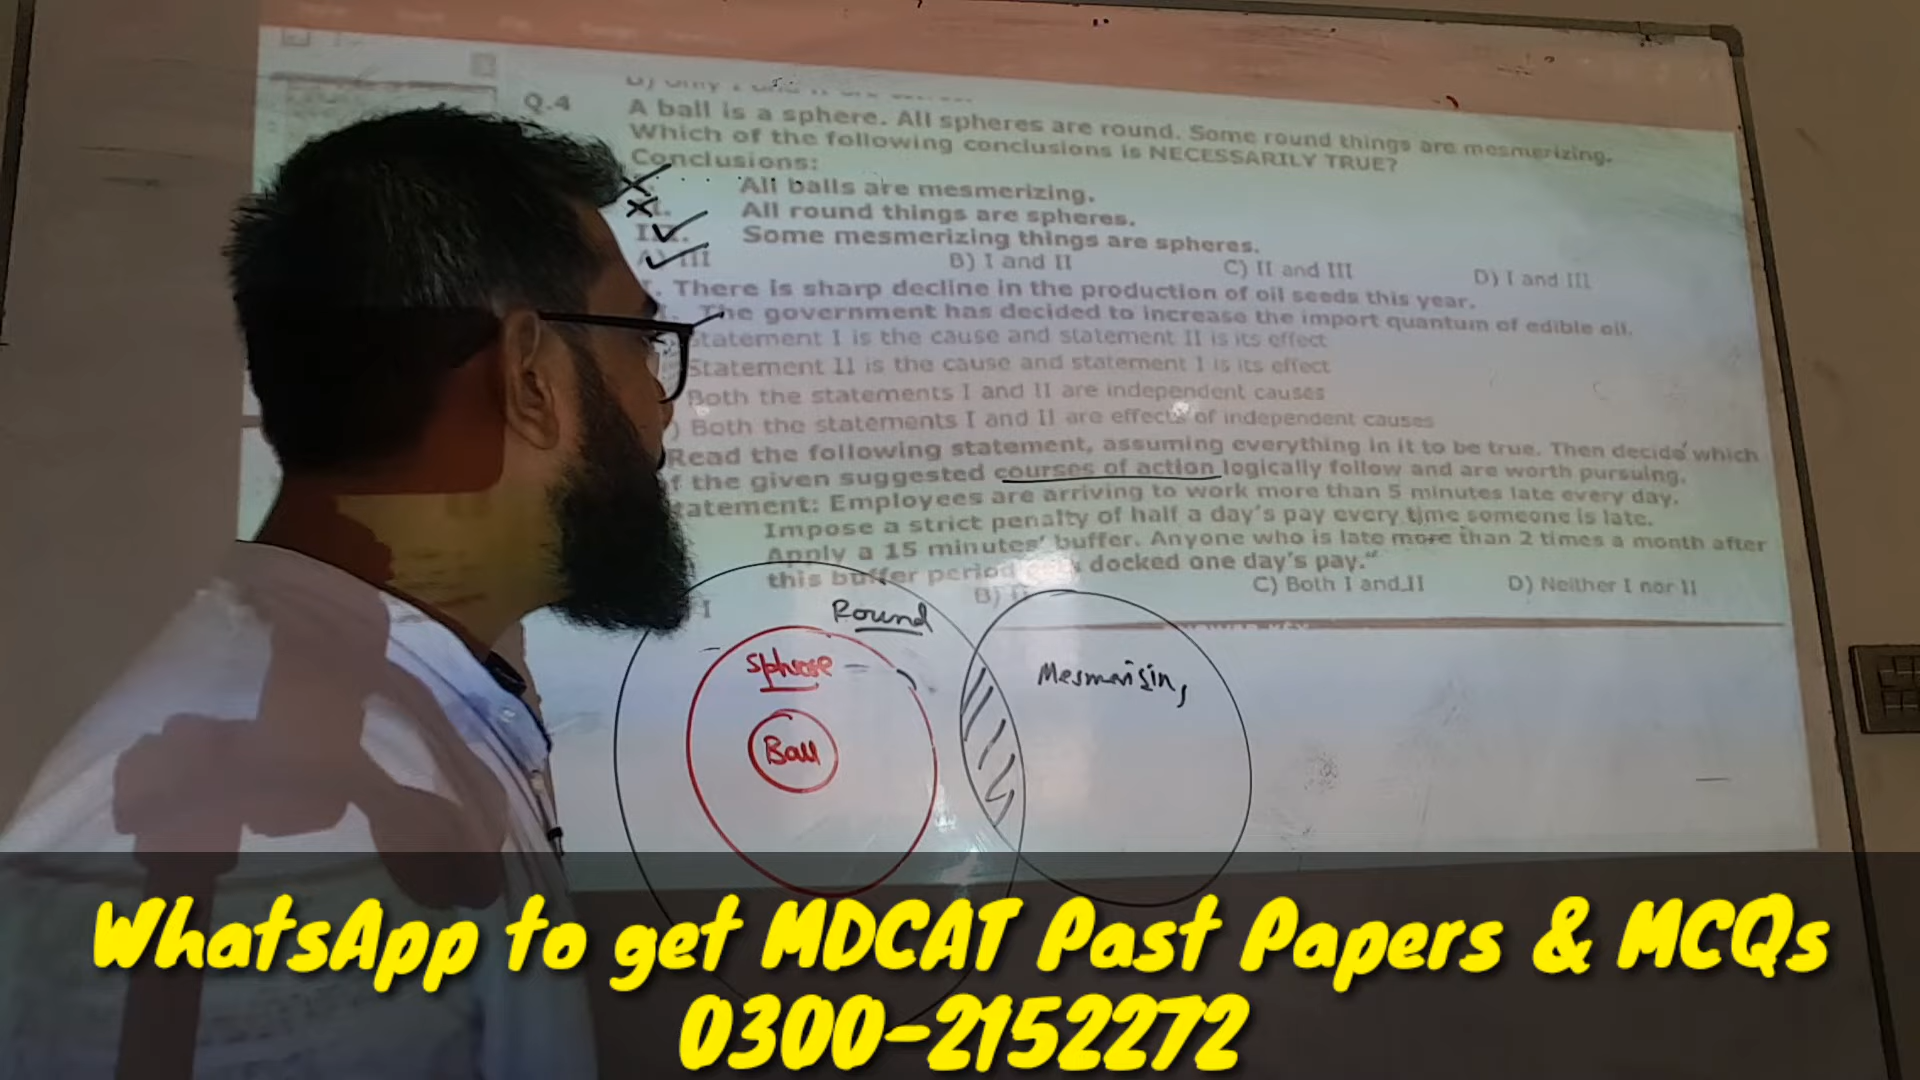 Q.4 A ball is a sphere. All spheres are round. Some round things are mesmerizing.
Which of the following conclusions is NECESSARILY TRUE?
Conclusions:
All balls are mesmerizing.
All round things are spheres.
III. Some mesmerizing things are spheres.
A) III B) I and II C) II and III D) I and III
I. There is sharp decline in the production of oil seeds this year.
The government has decided to increase the import quantum of edible oil.
Statement I is the cause and statement II is its effect
Statement II is the cause and statement I is its effect
Both the statements I and II are independent causes
) Both the statements I and II are effects of independent causes
Read the following statement, assuming everything in it to be true. Then decide which
f the given suggested courses of action logically follow and are worth pursuing.
atement: Employees are arriving to work more than 5 minutes late every day.
Impose a strict penalty of half a day's pay every time someone is late.
Apply a 15 minutes' buffer. Anyone who is late more than 2 times a month after
this buffer period docked one day's pay."
I B) C) Both I and II D) Neither I nor II
Round
Sphere
Mesmerising
Ball
WhatsApp to get MDCAT Past Papers & MCQs
0300-2152272